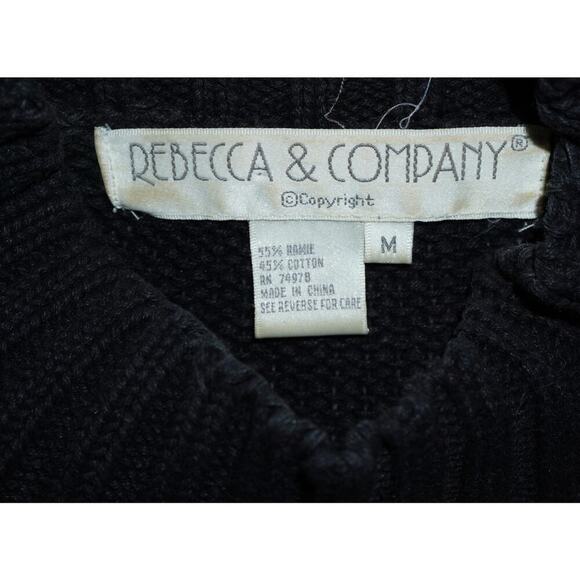 REBECCA & COMPANY®
©Copyright
M
55% RAMIE
45% COTTON
RN 74978
MADE IN CHINA
SEE REVERSE FOR CARE